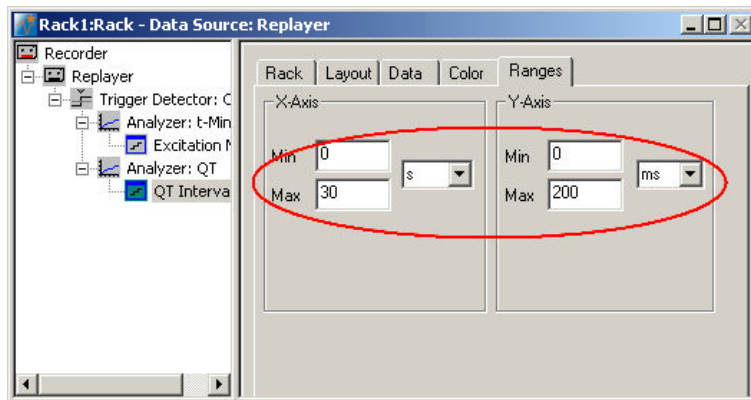 Rack1:Rack - Data Source: Replayer
Recorder
Replayer
Trigger Detector: C
Analyzer: t-Min
Excitation M
Analyzer: QT
QT Interva
Rack Layout Data Color Ranges
X-Axis
Min 0
Max 30
s
Y-Axis
Min 0
Max 200
ms